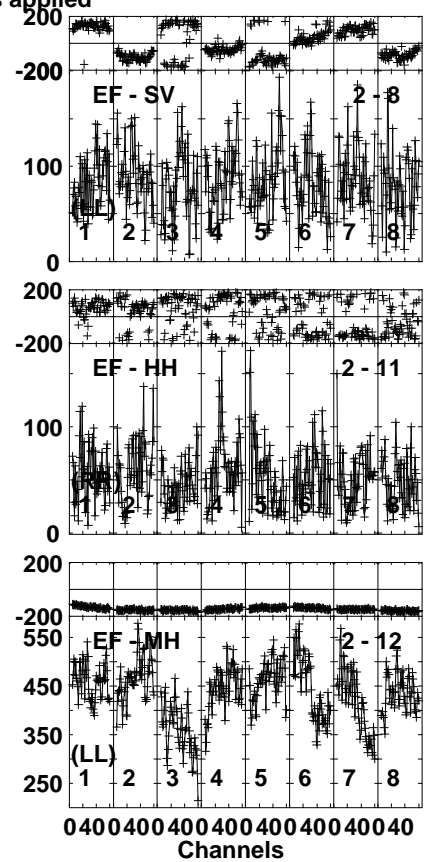 s applied
200
-200
EF - SV 2 - 8
100
(LL)
1 2 3 4 5 6 7 8
0
200
-200
EF - HH 2 - 11
100
(RR)
1 2 3 4 5 6 7 8
0
200
-200
550
EF - MH 2 - 12
450
350
(LL)
1 2 3 4 5 6 7 8
250
0 40 0 40 0 40 0 40 0 40 0 40 0 40 0 40
Channels